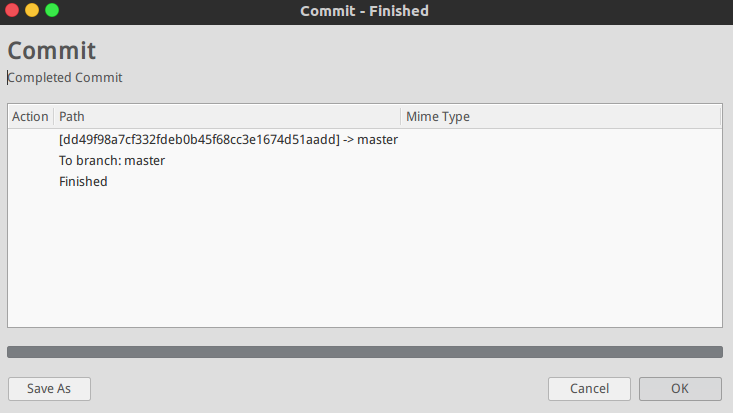 Commit - Finished
Commit
Completed Commit
Action Path Mime Type
[dd49f98a7cf332fdeb0b45f68cc3e1674d51aadd] -> master
To branch: master
Finished
Save As Cancel OK